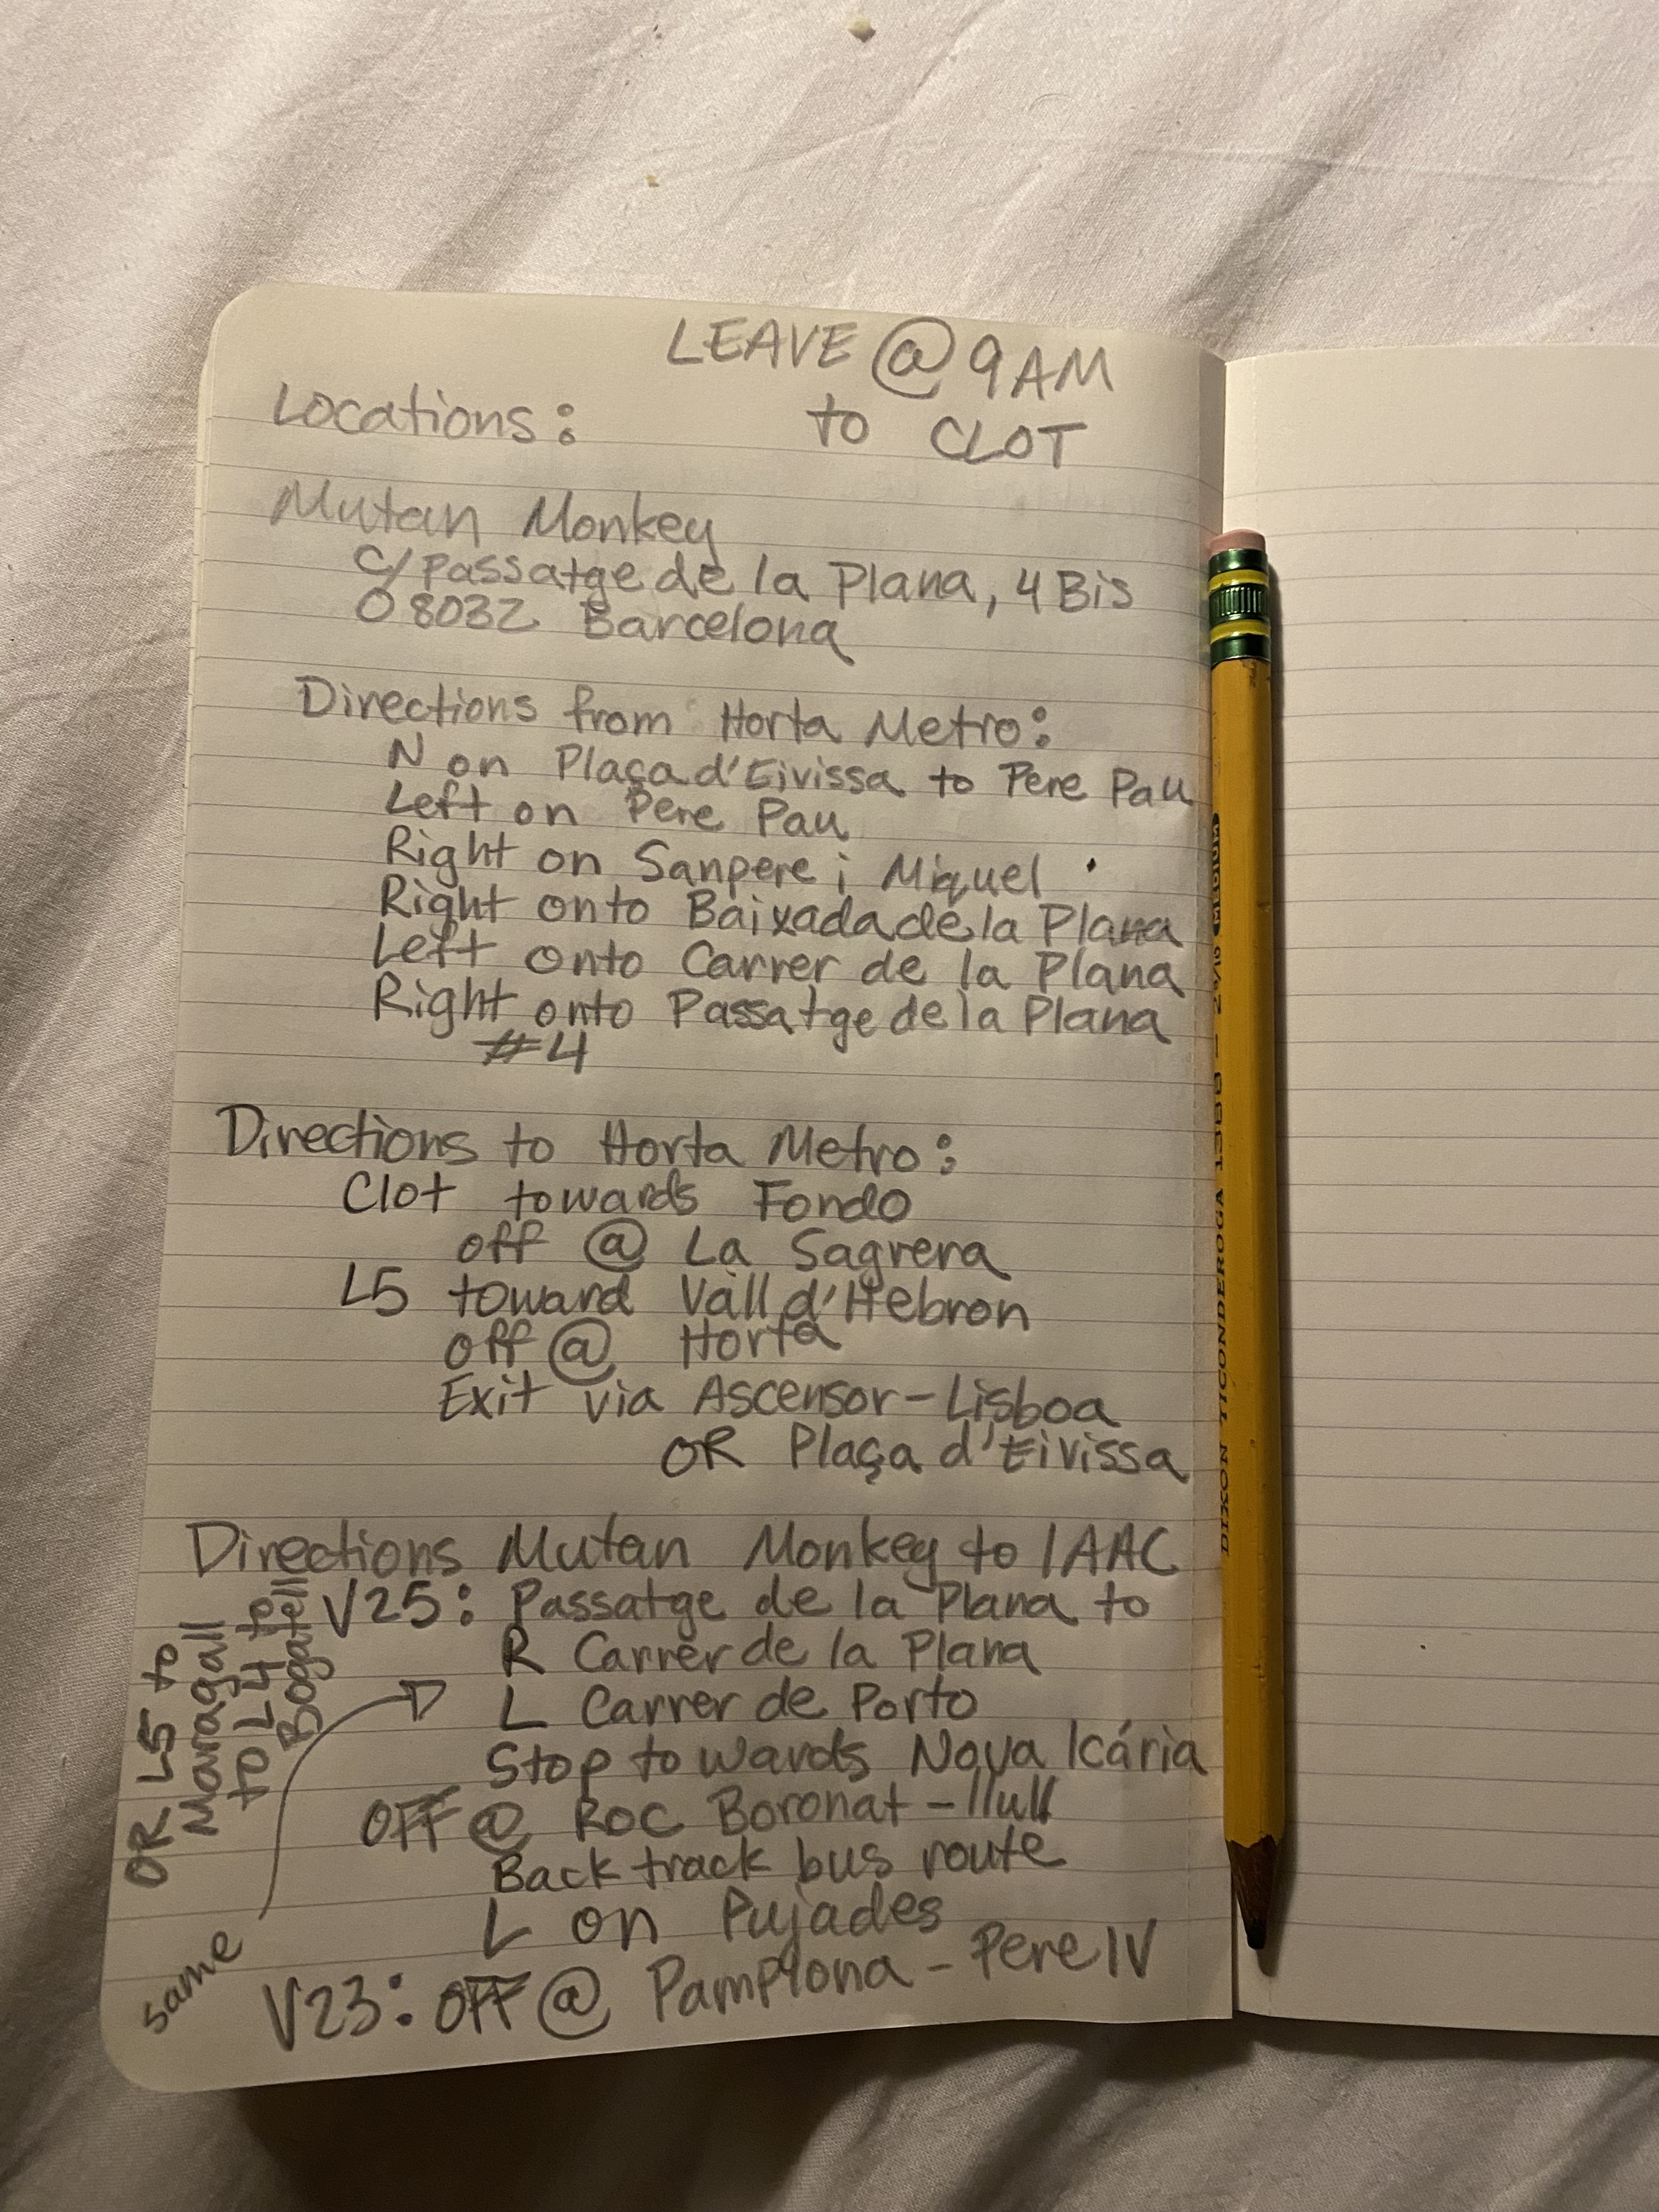 LEAVE @ 9AM
to CLOT
Locations:
Mutan Monkey
C/Passatge de la Plana, 4 Bis
08032 Barcelona
Directions from Horta Metro:
N on Plaça d'Eivissa to Pere Pau
Left on Pere Pau
Right on Sanpere i Miquel
Right onto Baixada de la Plana
Left onto Carrer de la Plana
Right onto Passatge de la Plana
#4
Directions to Horta Metro:
Clot towards Fondo
off @ La Sagrera
L5 toward Vall d'Hebron
off @ Horta
Exit via Ascensor-Lisboa
OR Plaça d'Eivissa
Directions Mutan Monkey to IAAC
V25: Passatge de la Plana to
R Carrer de la Plana
L Carrer de Porto
Stop towards Nova Icária
OFF @ Roc Boronat - llull
Back track bus route
L on Pujades
V23: OFF @ Pamplona - Pere IV
OR L5 to
Maragall
to L4 to
Bogatell
same
DIXON TICONDEROGA 1388 - 2 5/10 MEDIUM